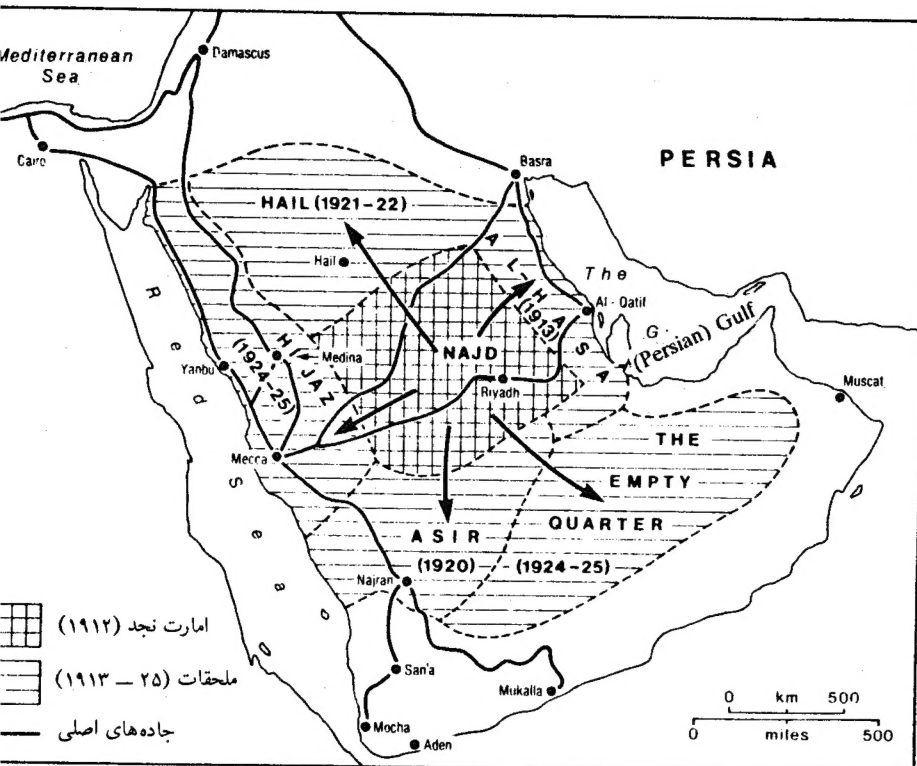 Mediterranean
Sea
Damascus
Cairo
Basra
PERSIA
HAIL (1921-22)
Hail
AL HASA
(1913)
The
Al-Qatif
G.
(Persian) Gulf
NAJD
HIJAZ
(1924-25)
Medina
Yanbu
Riyadh
Muscat
Red Sea
Mecca
THE
EMPTY
QUARTER
(1924-25)
ASIR
(1920)
Najran
San'a
Mukalla
Mocha
Aden
امارت نجد (۱۹۱۲)
ملحقات (۲۵ — ۱۹۱۳)
جاده‌های اصلی
0 km 500
0 miles 500